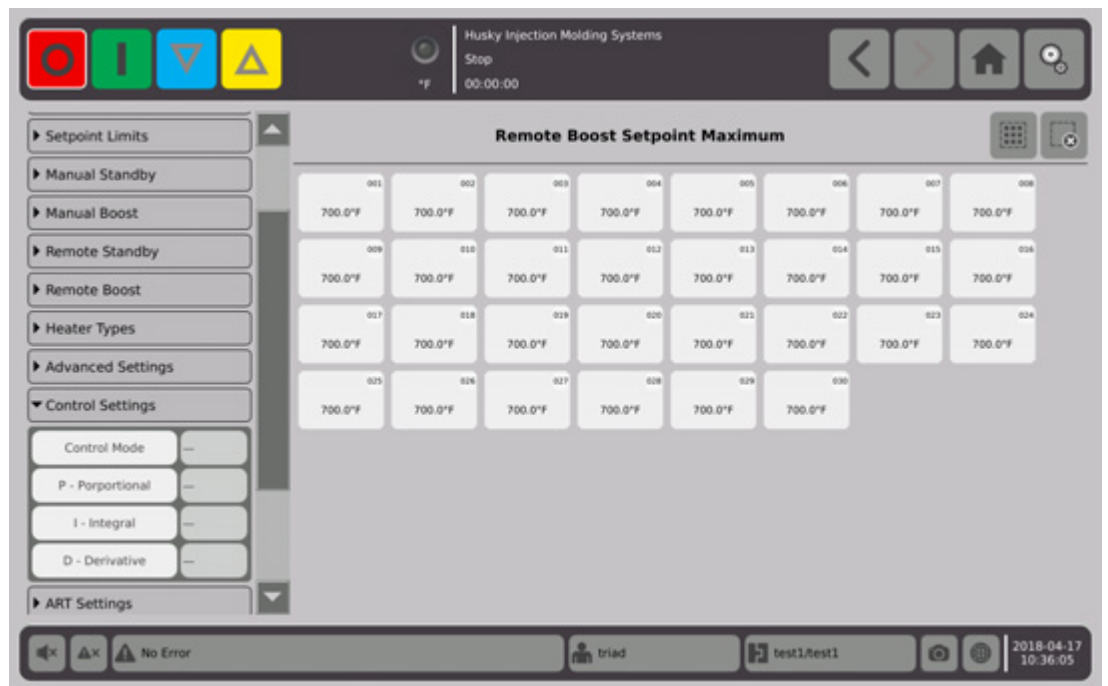 Husky Injection Molding Systems
Stop
°F 00:00:00
Setpoint Limits
Manual Standby
Manual Boost
Remote Standby
Remote Boost
Heater Types
Advanced Settings
Control Settings
Control Mode —
P - Porportional —
I - Integral —
D - Derivative —
ART Settings
Remote Boost Setpoint Maximum
001 002 003 004 005 006 007 008
700.0°F 700.0°F 700.0°F 700.0°F 700.0°F 700.0°F 700.0°F 700.0°F
009 010 011 012 013 014 015 016
700.0°F 700.0°F 700.0°F 700.0°F 700.0°F 700.0°F 700.0°F 700.0°F
017 018 019 020 021 022 023 024
700.0°F 700.0°F 700.0°F 700.0°F 700.0°F 700.0°F 700.0°F 700.0°F
025 026 027 028 029 030
700.0°F 700.0°F 700.0°F 700.0°F 700.0°F 700.0°F
No Error
triad
test1/test1
2018-04-17
10:36:05